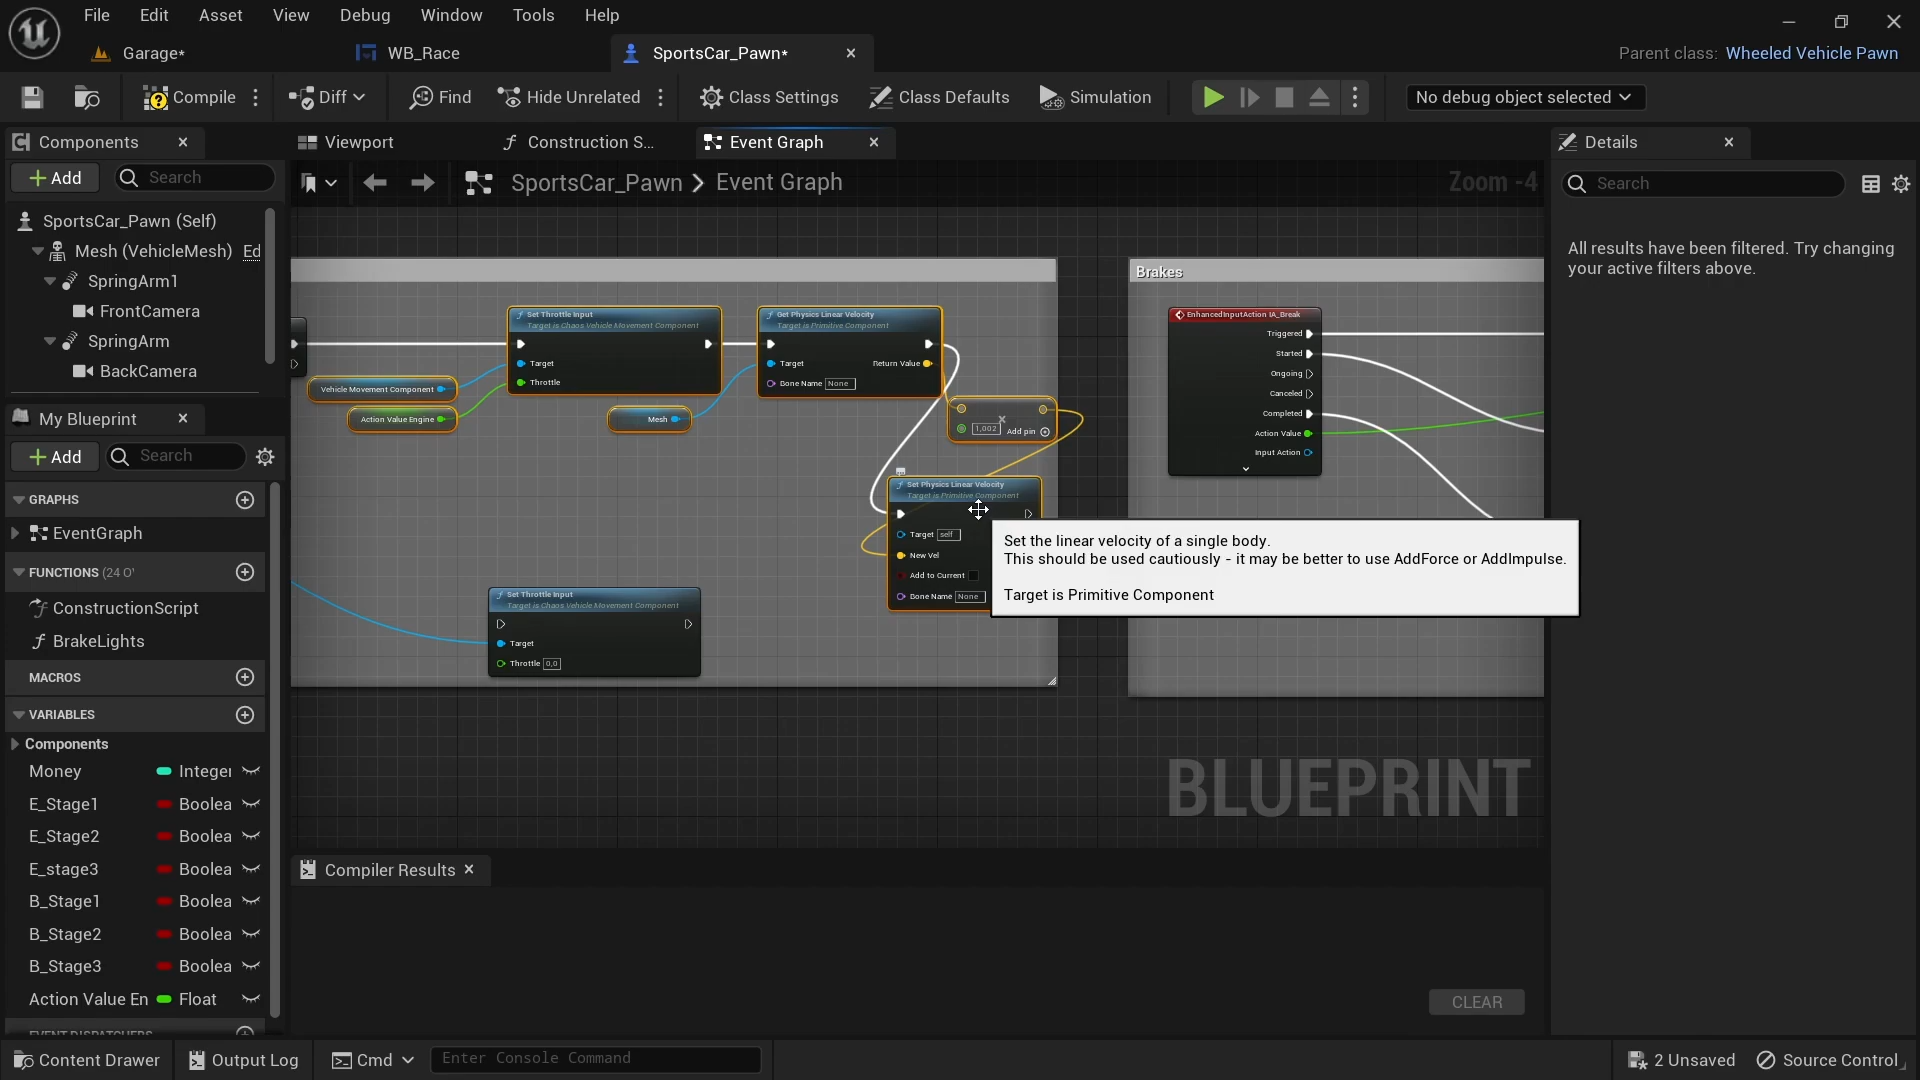 File Edit Asset View Debug Window Tools Help
Garage* WB_Race SportsCar_Pawn* Parent class: Wheeled Vehicle Pawn
Compile Diff Find Hide Unrelated Class Settings Class Defaults Simulation No debug object selected
Components Viewport Construction S... Event Graph Details
Add Search SportsCar_Pawn Event Graph Zoom -4 Search
SportsCar_Pawn (Self)
Mesh (VehicleMesh) Ed
SpringArm1
FrontCamera
SpringArm
BackCamera
All results have been filtered. Try changing
your active filters above.
Set Throttle Input
Target is Chaos Vehicle Movement Component
Target
Throttle
Vehicle Movement Component
Action Value Engine
Get Physics Linear Velocity
Target is Primitive Component
Target Return Value
Bone Name None
Mesh
1,002 Add pin
Set Physics Linear Velocity
Target is Primitive Component
Target self
New Vel
Add to Current
Bone Name None
Set the linear velocity of a single body.
This should be used cautiously - it may be better to use AddForce or AddImpulse.
Target is Primitive Component
Set Throttle Input
Target is Chaos Vehicle Movement Component
Target
Throttle 0,0
Brakes
EnhancedInputAction IA_Break
Triggered
Started
Ongoing
Canceled
Completed
Action Value
Input Action
BLUEPRINT
My Blueprint
Add Search
GRAPHS
EventGraph
FUNCTIONS (24 O'
ConstructionScript
BrakeLights
MACROS
VARIABLES
Components
Money Integer
E_Stage1 Boolea
E_Stage2 Boolea
E_stage3 Boolea
B_Stage1 Boolea
B_Stage2 Boolea
B_Stage3 Boolea
Action Value En Float
EVENT DISPATCHERS
Compiler Results
CLEAR
Content Drawer Output Log Cmd Enter Console Command 2 Unsaved Source Control